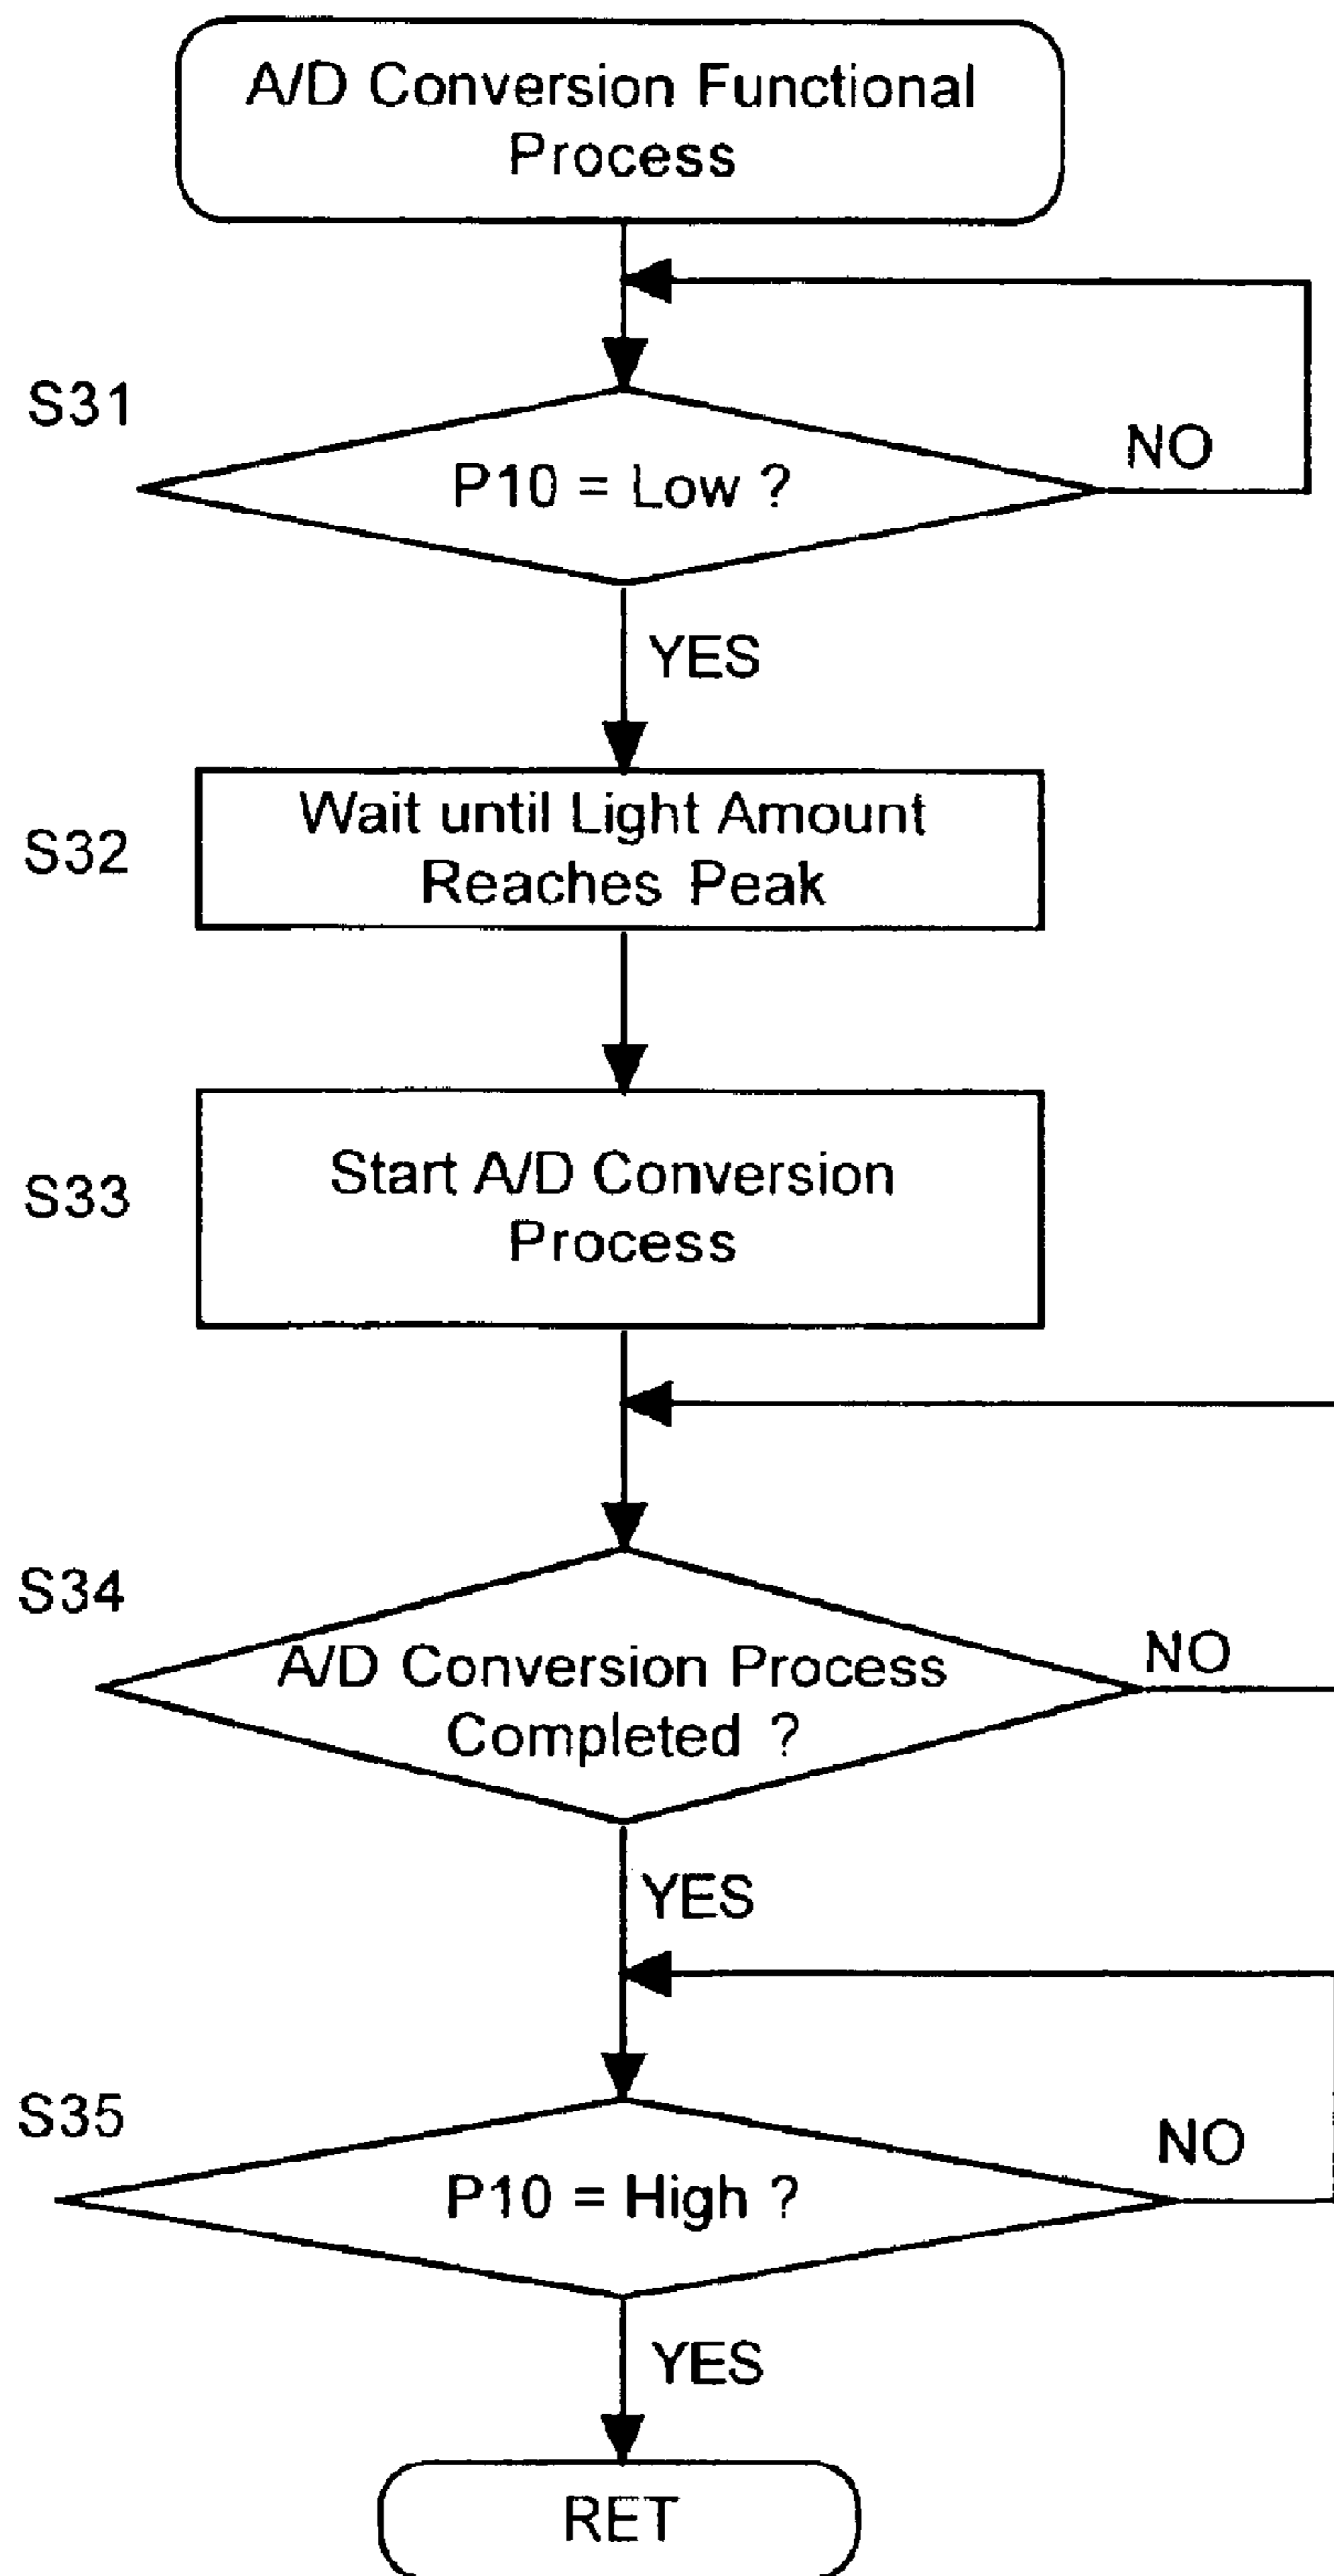 A/D Conversion Functional
Process
S31
P10 = Low ?
NO
YES
S32
Wait until Light Amount
Reaches Peak
S33
Start A/D Conversion
Process
S34
A/D Conversion Process
Completed ?
NO
YES
S35
P10 = High ?
NO
YES
RET